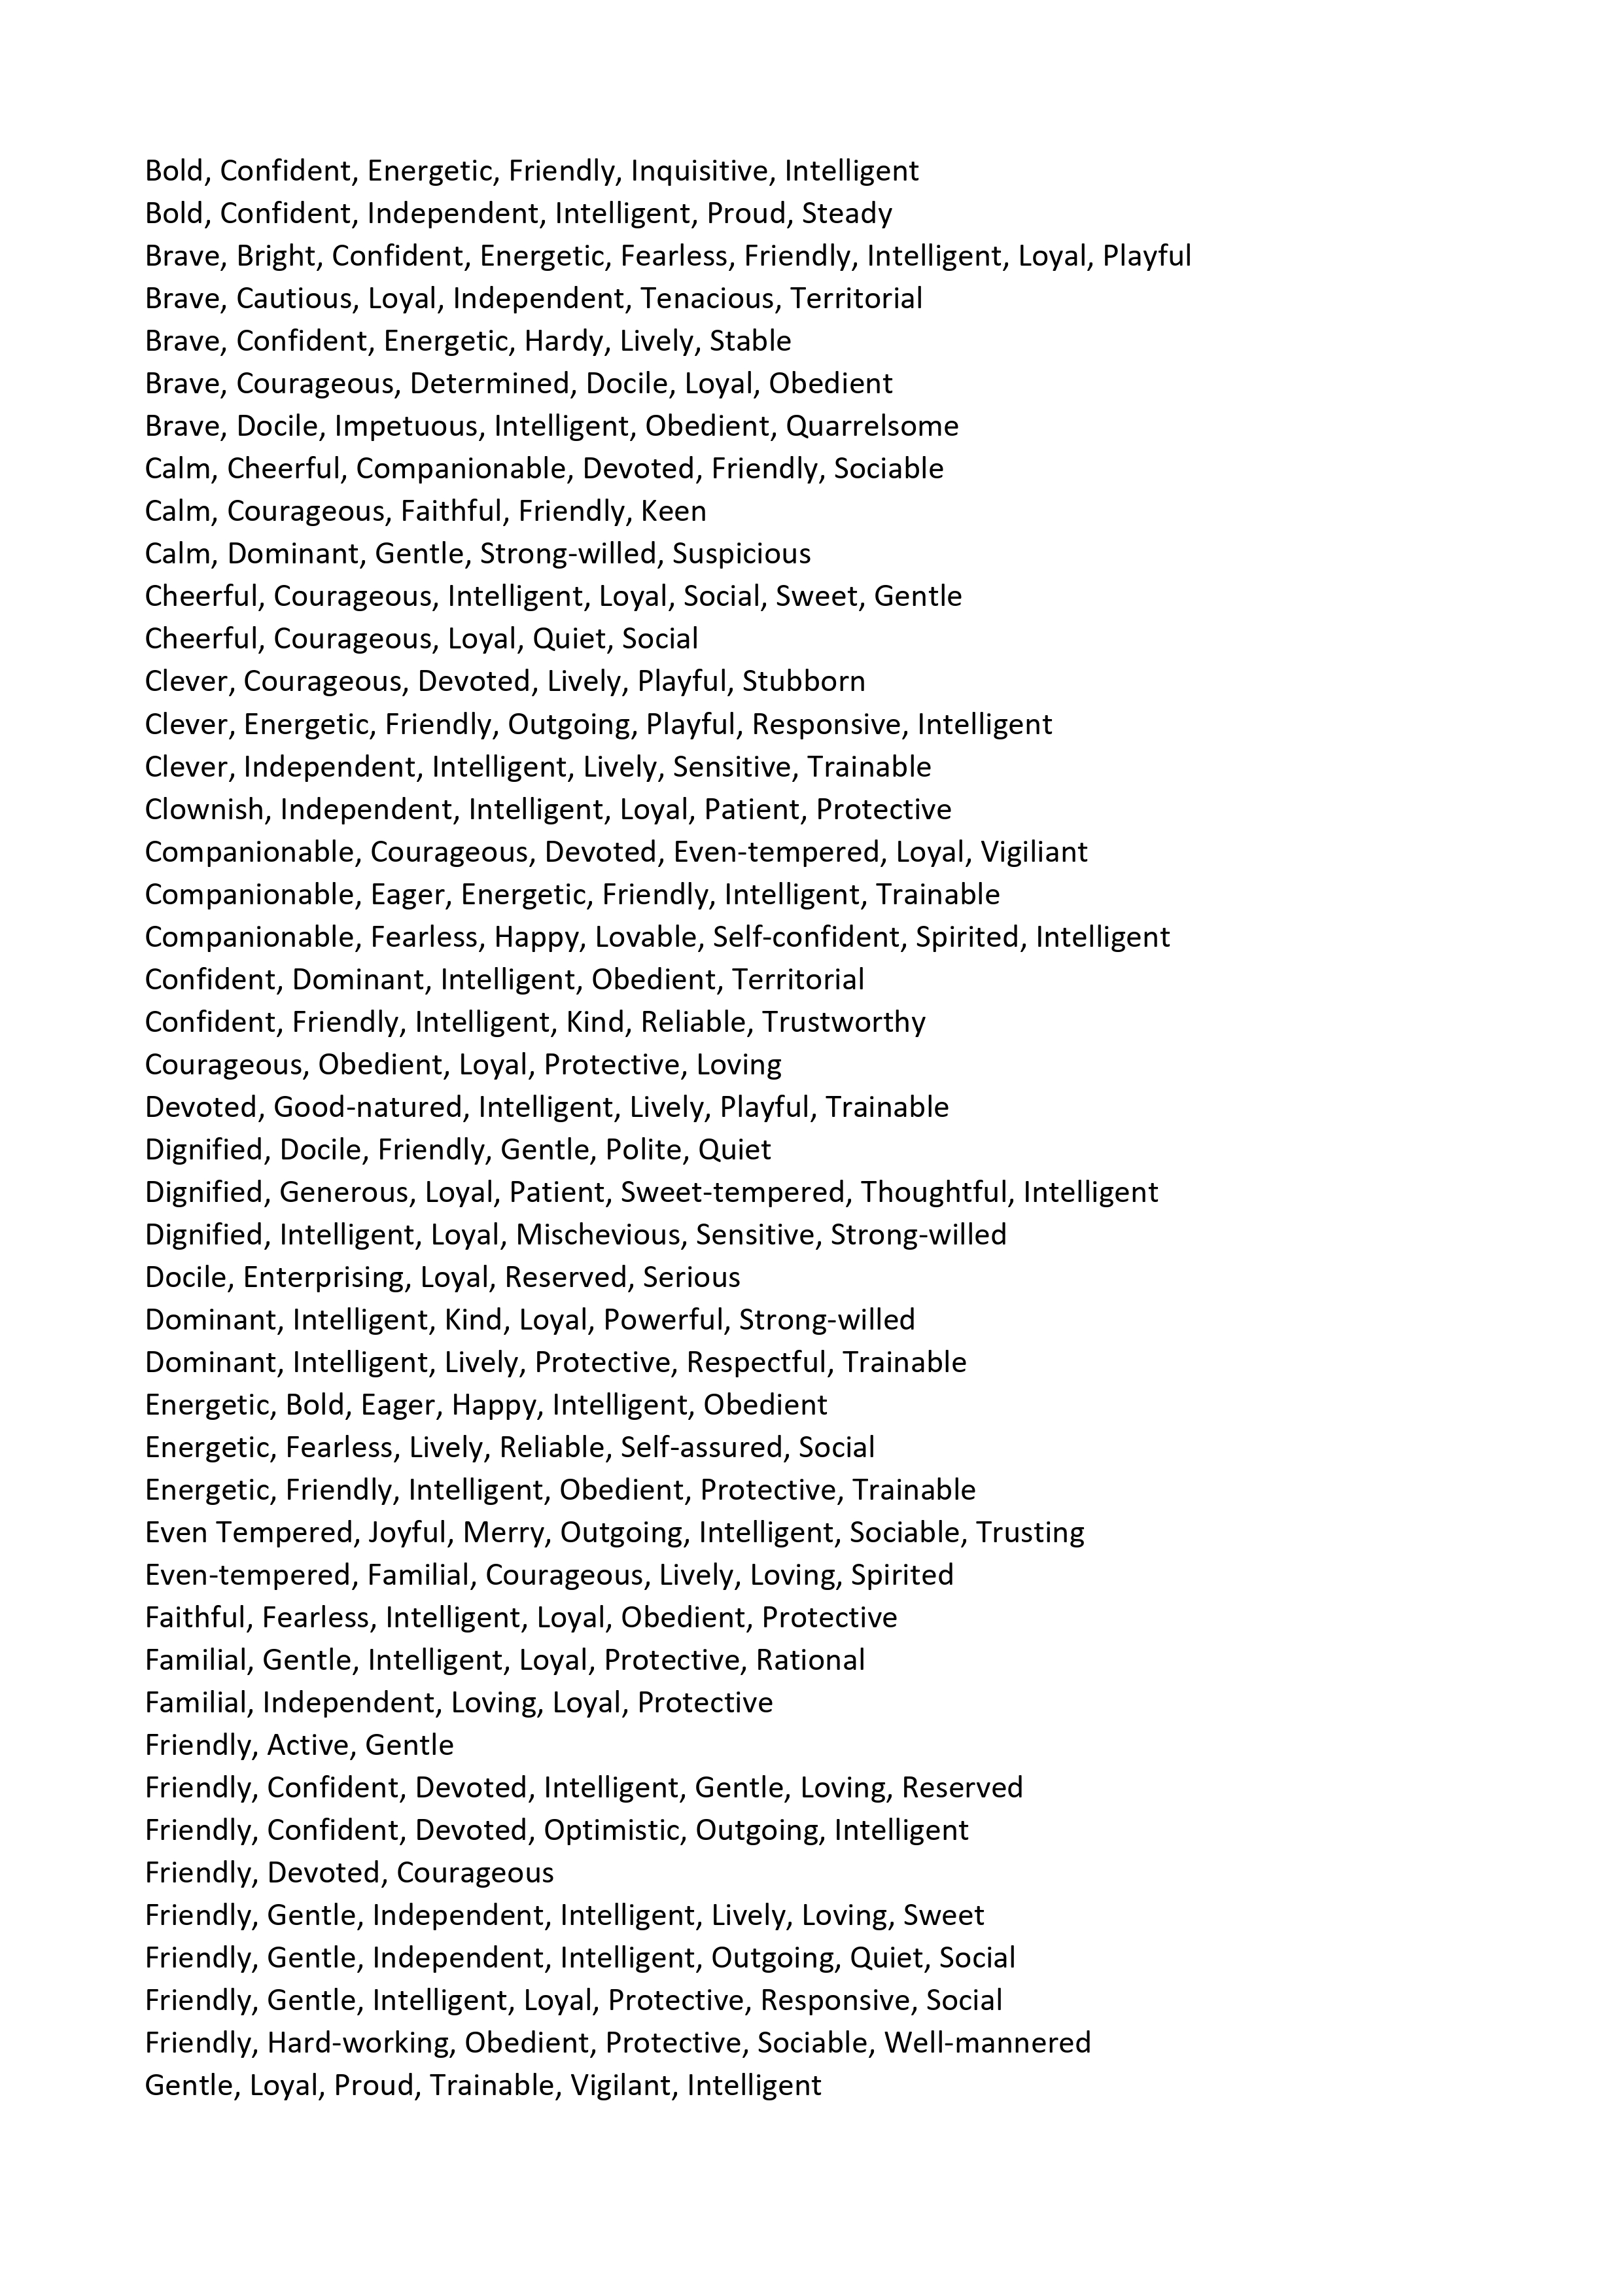 Bold, Confident, Energetic, Friendly, Inquisitive, Intelligent
Bold, Confident, Independent, Intelligent, Proud, Steady
Brave, Bright, Confident, Energetic, Fearless, Friendly, Intelligent, Loyal, Playful
Brave, Cautious, Loyal, Independent, Tenacious, Territorial
Brave, Confident, Energetic, Hardy, Lively, Stable
Brave, Courageous, Determined, Docile, Loyal, Obedient
Brave, Docile, Impetuous, Intelligent, Obedient, Quarrelsome
Calm, Cheerful, Companionable, Devoted, Friendly, Sociable
Calm, Courageous, Faithful, Friendly, Keen
Calm, Dominant, Gentle, Strong-willed, Suspicious
Cheerful, Courageous, Intelligent, Loyal, Social, Sweet, Gentle
Cheerful, Courageous, Loyal, Quiet, Social
Clever, Courageous, Devoted, Lively, Playful, Stubborn
Clever, Energetic, Friendly, Outgoing, Playful, Responsive, Intelligent
Clever, Independent, Intelligent, Lively, Sensitive, Trainable
Clownish, Independent, Intelligent, Loyal, Patient, Protective
Companionable, Courageous, Devoted, Even-tempered, Loyal, Vigiliant
Companionable, Eager, Energetic, Friendly, Intelligent, Trainable
Companionable, Fearless, Happy, Lovable, Self-confident, Spirited, Intelligent
Confident, Dominant, Intelligent, Obedient, Territorial
Confident, Friendly, Intelligent, Kind, Reliable, Trustworthy
Courageous, Obedient, Loyal, Protective, Loving
Devoted, Good-natured, Intelligent, Lively, Playful, Trainable
Dignified, Docile, Friendly, Gentle, Polite, Quiet
Dignified, Generous, Loyal, Patient, Sweet-tempered, Thoughtful, Intelligent
Dignified, Intelligent, Loyal, Mischevious, Sensitive, Strong-willed
Docile, Enterprising, Loyal, Reserved, Serious
Dominant, Intelligent, Kind, Loyal, Powerful, Strong-willed
Dominant, Intelligent, Lively, Protective, Respectful, Trainable
Energetic, Bold, Eager, Happy, Intelligent, Obedient
Energetic, Fearless, Lively, Reliable, Self-assured, Social
Energetic, Friendly, Intelligent, Obedient, Protective, Trainable
Even Tempered, Joyful, Merry, Outgoing, Intelligent, Sociable, Trusting
Even-tempered, Familial, Courageous, Lively, Loving, Spirited
Faithful, Fearless, Intelligent, Loyal, Obedient, Protective
Familial, Gentle, Intelligent, Loyal, Protective, Rational
Familial, Independent, Loving, Loyal, Protective
Friendly, Active, Gentle
Friendly, Confident, Devoted, Intelligent, Gentle, Loving, Reserved
Friendly, Confident, Devoted, Optimistic, Outgoing, Intelligent
Friendly, Devoted, Courageous
Friendly, Gentle, Independent, Intelligent, Lively, Loving, Sweet
Friendly, Gentle, Independent, Intelligent, Outgoing, Quiet, Social
Friendly, Gentle, Intelligent, Loyal, Protective, Responsive, Social
Friendly, Hard-working, Obedient, Protective, Sociable, Well-mannered
Gentle, Loyal, Proud, Trainable, Vigilant, Intelligent